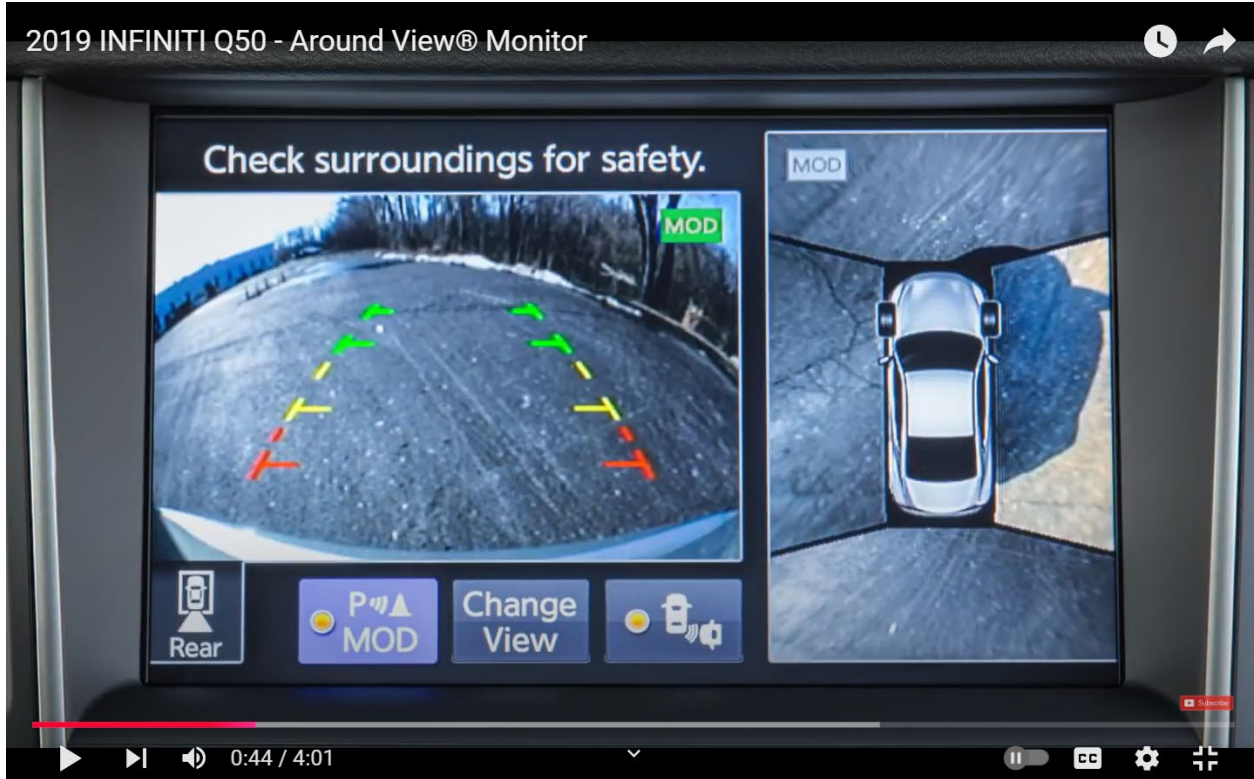 2019 INFINITI Q50 - Around View® Monitor
Check surroundings for safety.
MOD
MOD
Rear
P
MOD
Change
View
Subscribe
0:44 / 4:01
CC